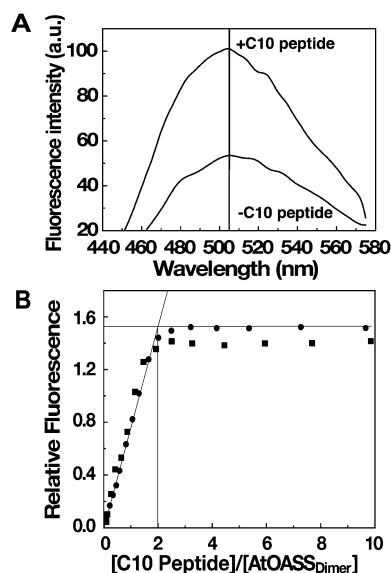 A
Fluorescence intensity (a.u.)
100
80
60
40
20
+C10 peptide
-C10 peptide
440 460 480 500 520 540 560 580
Wavelength (nm)
B
Relative Fluorescence
1.6
1.2
0.8
0.4
0.0
0 2 4 6 8 10
[C10 Peptide]/[AtOASSDimer]